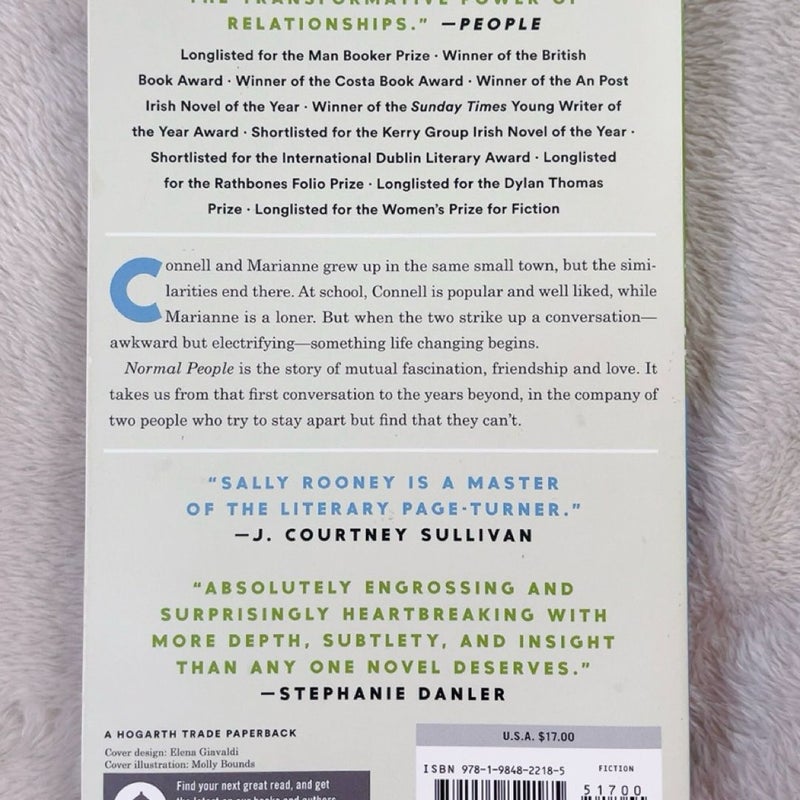 THE TRANSFORMATIVE POWER OF
RELATIONSHIPS.” —PEOPLE
Longlisted for the Man Booker Prize · Winner of the British
Book Award · Winner of the Costa Book Award · Winner of the An Post
Irish Novel of the Year · Winner of the Sunday Times Young Writer of
the Year Award · Shortlisted for the Kerry Group Irish Novel of the Year ·
Shortlisted for the International Dublin Literary Award · Longlisted
for the Rathbones Folio Prize · Longlisted for the Dylan Thomas
Prize · Longlisted for the Women’s Prize for Fiction
Connell and Marianne grew up in the same small town, but the simi-
larities end there. At school, Connell is popular and well liked, while
Marianne is a loner. But when the two strike up a conversation—
awkward but electrifying—something life changing begins.
Normal People is the story of mutual fascination, friendship and love. It
takes us from that first conversation to the years beyond, in the company of
two people who try to stay apart but find that they can’t.
“SALLY ROONEY IS A MASTER
OF THE LITERARY PAGE-TURNER.”
—J. COURTNEY SULLIVAN
“ABSOLUTELY ENGROSSING AND
SURPRISINGLY HEARTBREAKING WITH
MORE DEPTH, SUBTLETY, AND INSIGHT
THAN ANY ONE NOVEL DESERVES.”
—STEPHANIE DANLER
A HOGARTH TRADE PAPERBACK
Cover design: Elena Giavaldi
Cover illustration: Molly Bounds
Find your next great read, and get
the latest on our books and authors
U.S.A. $17.00
ISBN 978-1-9848-2218-5
FICTION
51700